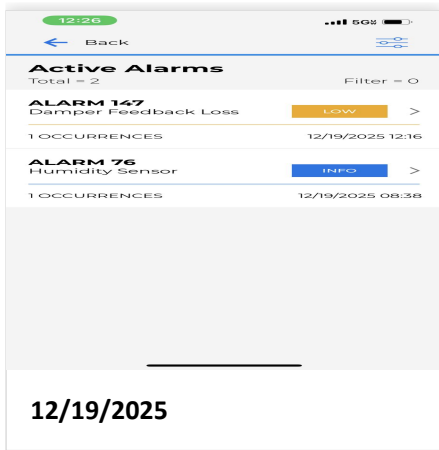 12:26
5G%
Back
Active Alarms
Total = 2 Filter = 0
ALARM 147
Damper Feedback Loss LOW >
1 OCCURRENCES 12/19/2025 12:16
ALARM 76
Humidity Sensor INFO >
1 OCCURRENCES 12/19/2025 08:38
12/19/2025